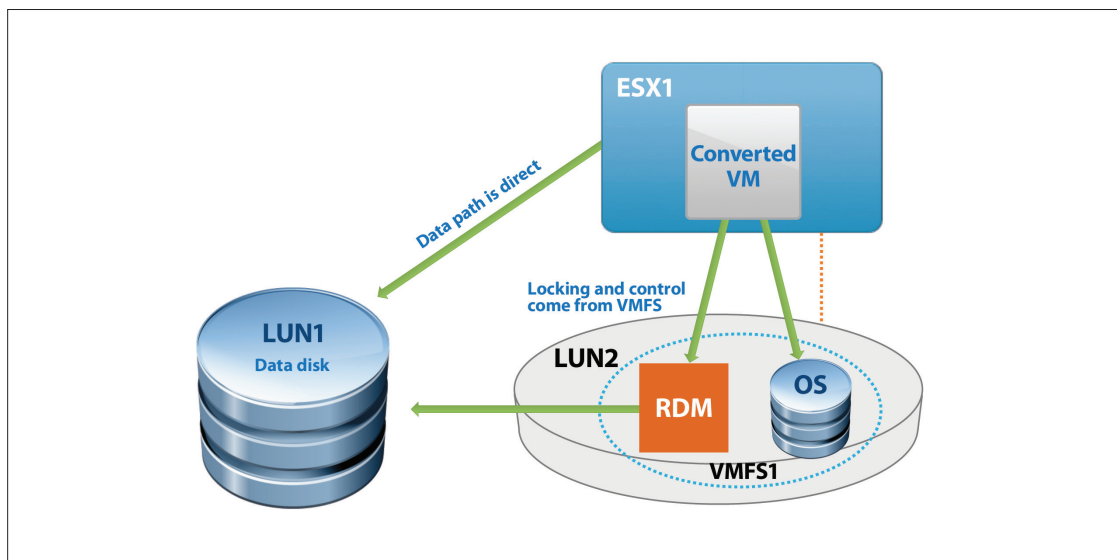 ESX1
Converted
VM
Data path is direct
Locking and control
come from VMFS
LUN1
Data disk
LUN2
RDM
OS
VMFS1